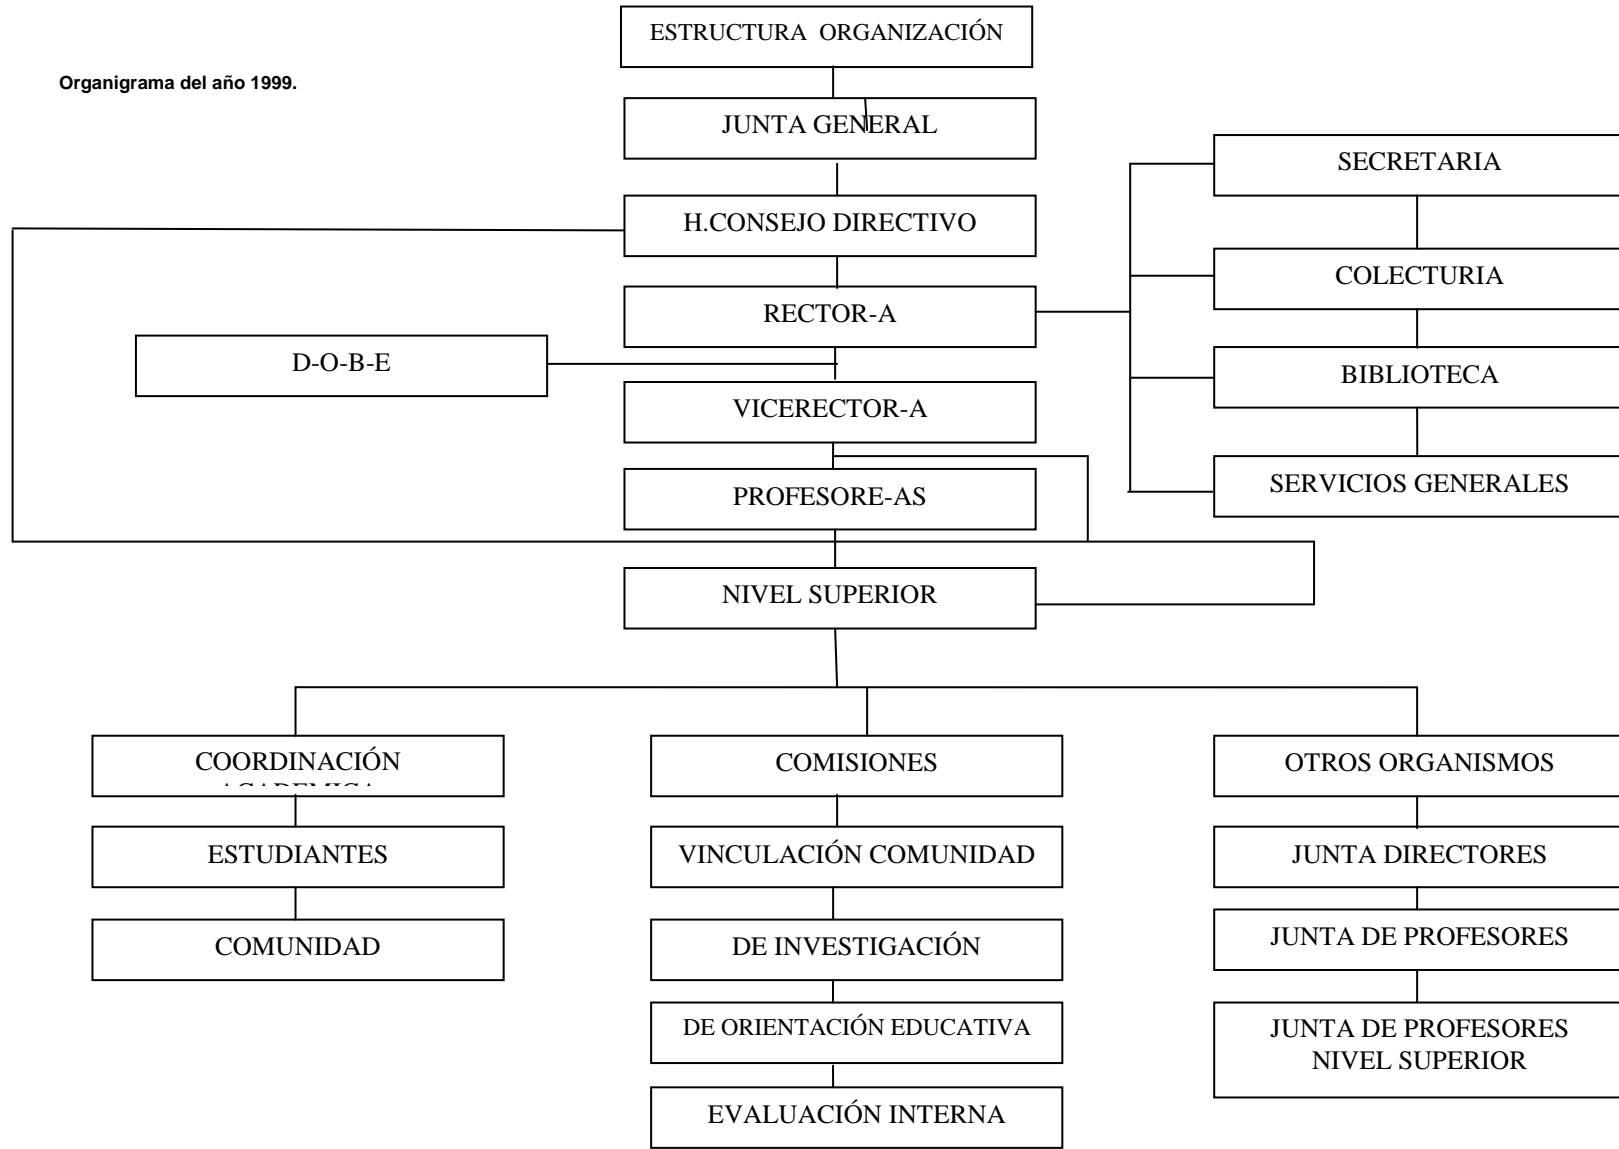 ESTRUCTURA ORGANIZACIÓN
Organigrama del año 1999.
JUNTA GENERAL
SECRETARIA
H.CONSEJO DIRECTIVO
COLECTURIA
RECTOR-A
D-O-B-E
BIBLIOTECA
VICERECTOR-A
SERVICIOS GENERALES
PROFESORE-AS
NIVEL SUPERIOR
COORDINACIÓN
ACADEMICA
ESTUDIANTES
COMUNIDAD
COMISIONES
VINCULACIÓN COMUNIDAD
DE INVESTIGACIÓN
DE ORIENTACIÓN EDUCATIVA
EVALUACIÓN INTERNA
OTROS ORGANISMOS
JUNTA DIRECTORES
JUNTA DE PROFESORES
JUNTA DE PROFESORES
NIVEL SUPERIOR